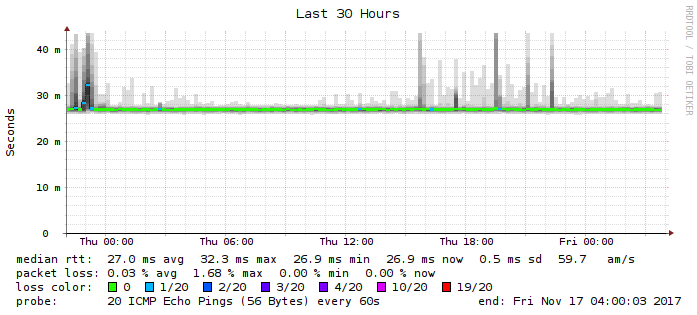 Last 30 Hours
RRDTOOL / TOBI OETIKER
Seconds
40 m
30 m
20 m
10 m
0
Thu 00:00 Thu 06:00 Thu 12:00 Thu 18:00 Fri 00:00
median rtt: 27.0 ms avg 32.3 ms max 26.9 ms min 26.9 ms now 0.5 ms sd 59.7 am/s
packet loss: 0.03 % avg 1.68 % max 0.00 % min 0.00 % now
loss color: 0 1/20 2/20 3/20 4/20 10/20 19/20
probe: 20 ICMP Echo Pings (56 Bytes) every 60s end: Fri Nov 17 04:00:03 2017